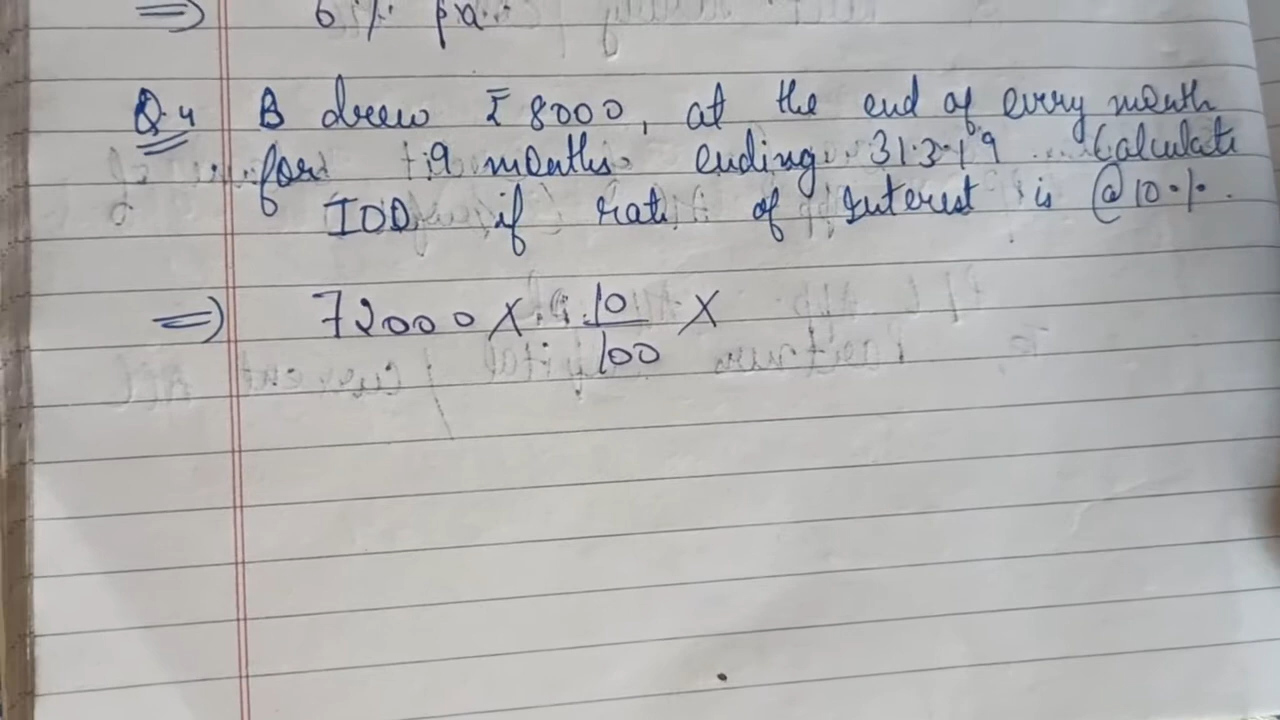 => 6 % p.a.
Q.4 B drew ₹ 8000, at the end of every month
for 9 months ending 31.3.19 Calculate
IOD if rate of Interest is @ 10%.
=> 72000 × 10/100 ×